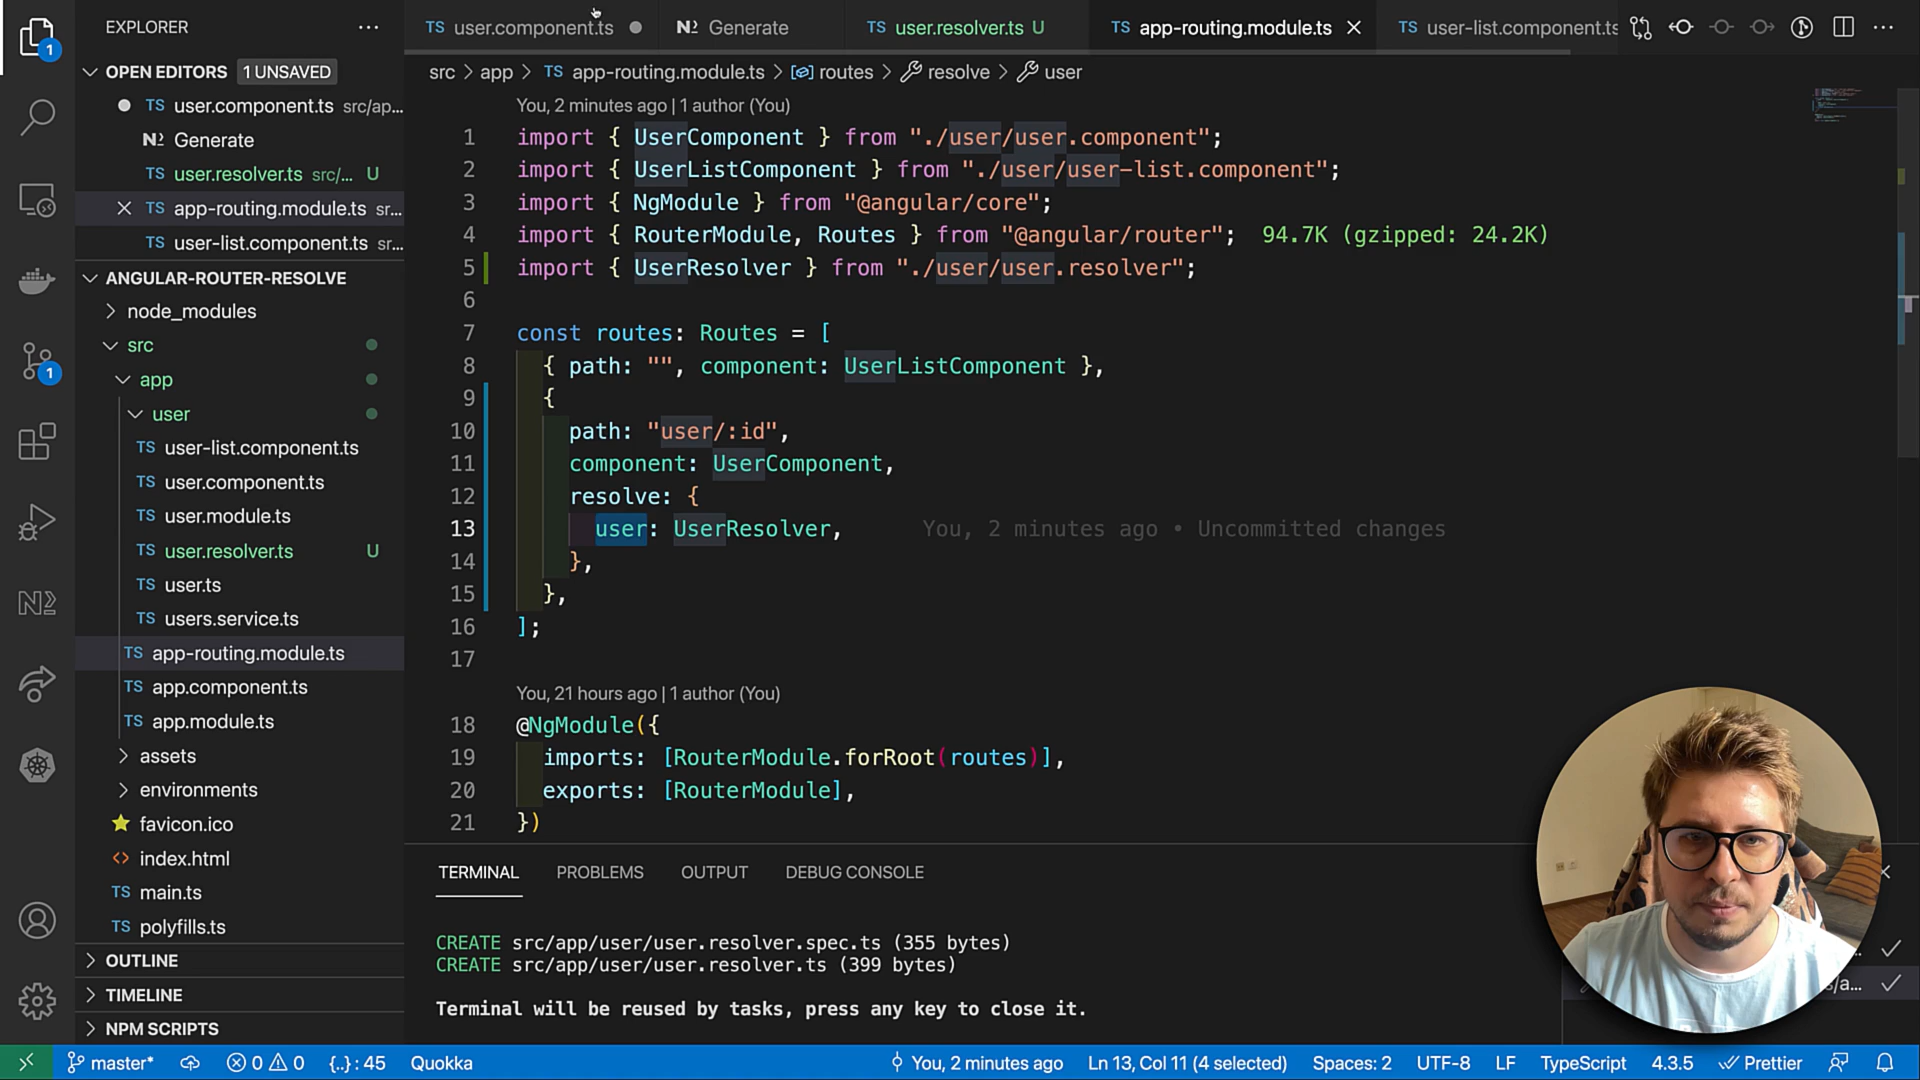 EXPLORER
user.component.ts
Generate
user.resolver.ts U
app-routing.module.ts
user-list.component.ts
1
OPEN EDITORS 1 UNSAVED
user.component.ts src/ap...
Generate
user.resolver.ts src/... U
app-routing.module.ts sr...
user-list.component.ts sr...
ANGULAR-ROUTER-RESOLVE
node_modules
src
app
user
user-list.component.ts
user.component.ts
user.module.ts
user.resolver.ts U
user.ts
users.service.ts
app-routing.module.ts
app.component.ts
app.module.ts
assets
environments
favicon.ico
index.html
main.ts
polyfills.ts
OUTLINE
TIMELINE
NPM SCRIPTS
1
src > app > TS app-routing.module.ts > routes > resolve > user
You, 2 minutes ago | 1 author (You)
1 import { UserComponent } from "./user/user.component";
2 import { UserListComponent } from "./user/user-list.component";
3 import { NgModule } from "@angular/core";
4 import { RouterModule, Routes } from "@angular/router"; 94.7K (gzipped: 24.2K)
5 import { UserResolver } from "./user/user.resolver";
6
7 const routes: Routes = [
8 { path: "", component: UserListComponent },
9 {
10 path: "user/:id",
11 component: UserComponent,
12 resolve: {
13 user: UserResolver, You, 2 minutes ago • Uncommitted changes
14 },
15 },
16 ];
17
You, 21 hours ago | 1 author (You)
18 @NgModule({
19 imports: [RouterModule.forRoot(routes)],
20 exports: [RouterModule],
21 })
TERMINAL PROBLEMS OUTPUT DEBUG CONSOLE
CREATE src/app/user/user.resolver.spec.ts (355 bytes)
CREATE src/app/user/user.resolver.ts (399 bytes)
Terminal will be reused by tasks, press any key to close it.
/a...
master* 0 0 {..}: 45 Quokka You, 2 minutes ago Ln 13, Col 11 (4 selected) Spaces: 2 UTF-8 LF TypeScript 4.3.5 Prettier